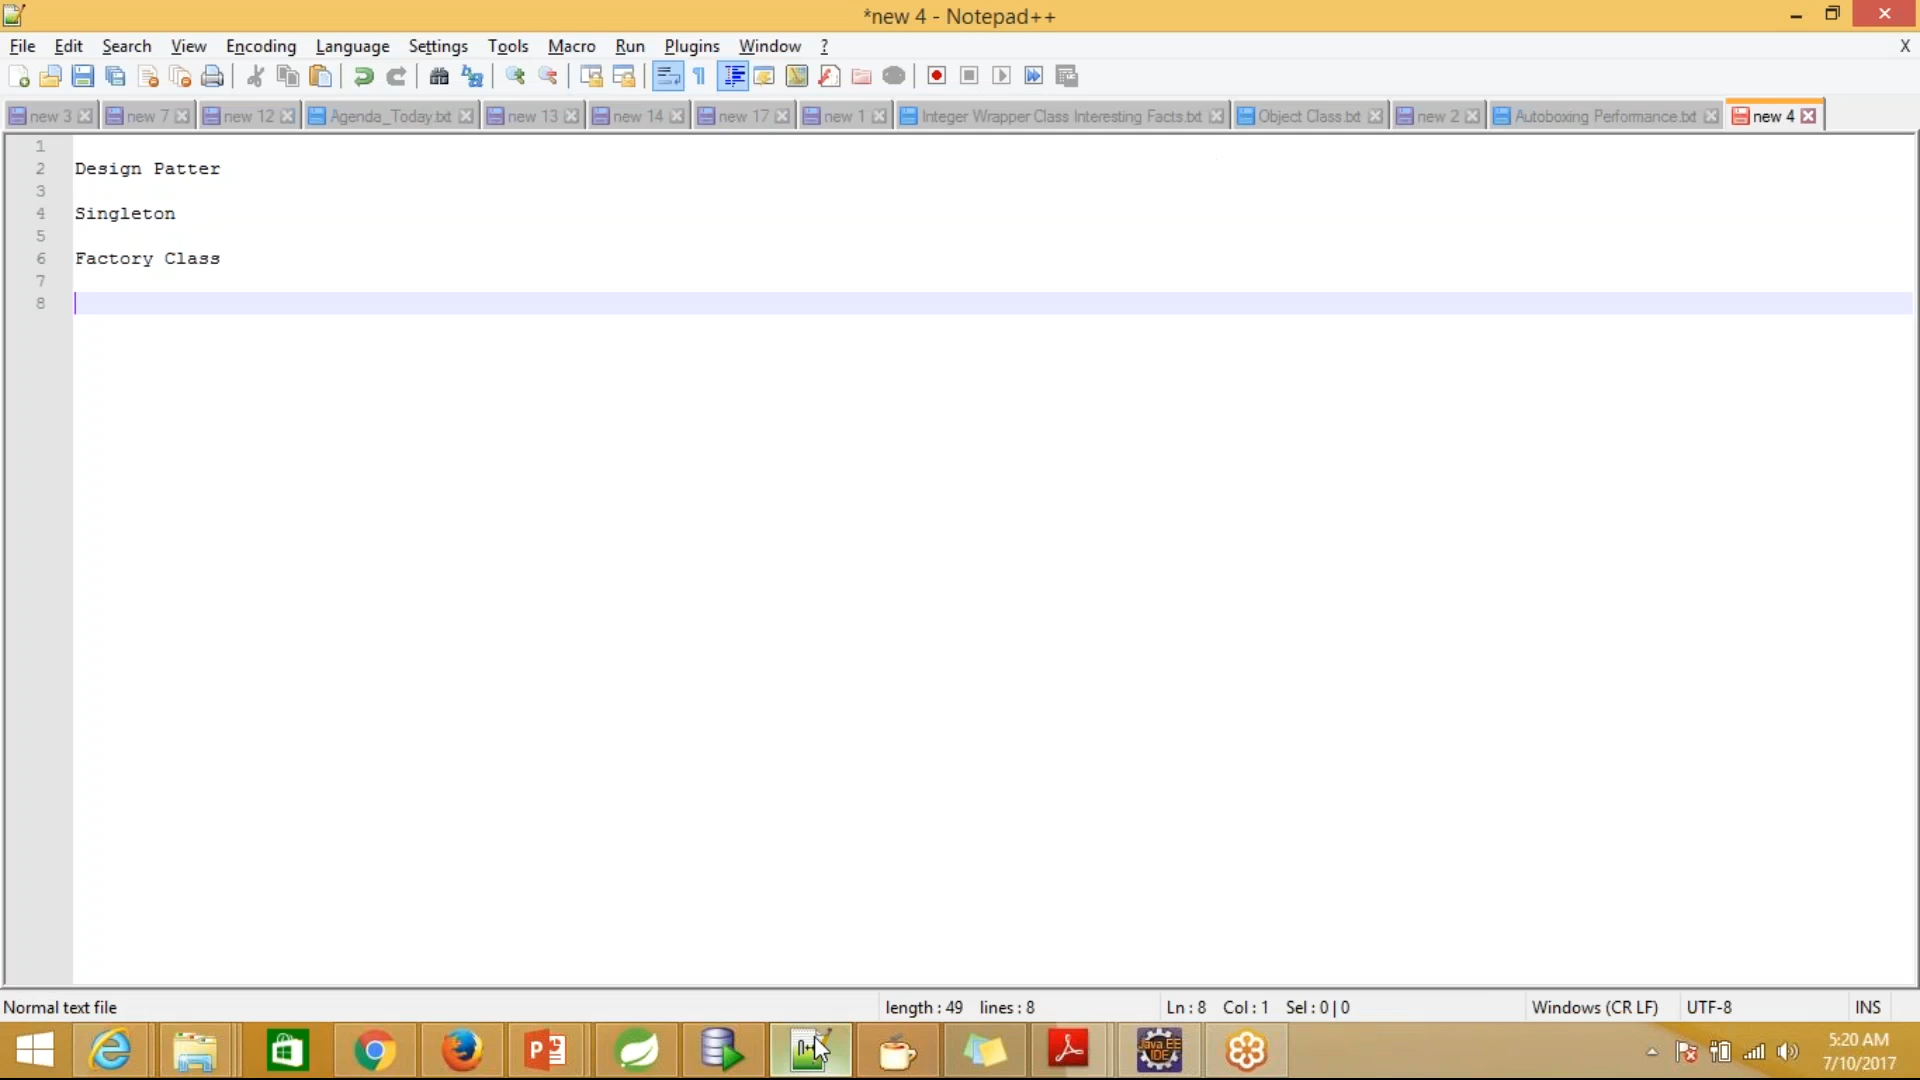 *new 4 - Notepad++
File Edit Search View Encoding Language Settings Tools Macro Run Plugins Window ? X
new 3 new 7 new 12 Agenda_Today.txt new 13 new 14 new 17 new 1 Integer Wrapper Class Interesting Facts.txt Object Class.txt new 2 Autoboxing Performance.txt new 4
1
2 Design Patter
3
4 Singleton
5
6 Factory Class
7
8
Normal text file length : 49 lines : 8 Ln : 8 Col : 1 Sel : 0 | 0 Windows (CR LF) UTF-8 INS
Java EE
IDE
5:20 AM
7/10/2017